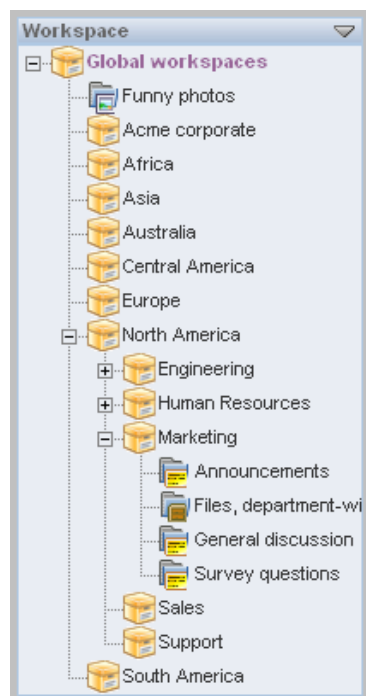 Workspace
Global workspaces
Funny photos
Acme corporate
Africa
Asia
Australia
Central America
Europe
North America
Engineering
Human Resources
Marketing
Announcements
Files, department-wi
General discussion
Survey questions
Sales
Support
South America